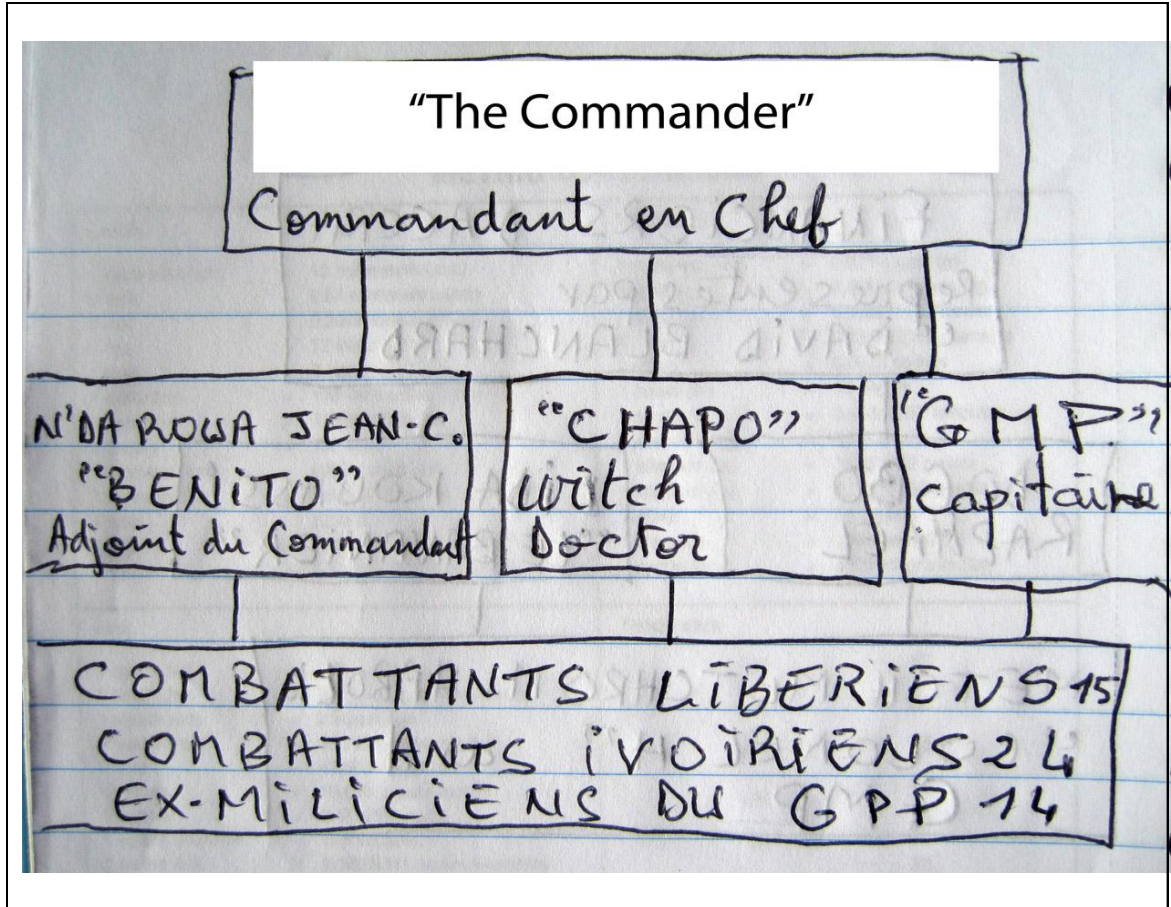 “The Commander”
Commandant en Chef
N'DA ROWA JEAN-C.
“BENiTO”
Adjoint du Commandant
“CHAPO”
Witch
Doctor
“GMP”
Capitaine
COMBATTANTS LiBERiENS 15
COMBATTANTS iVOiRiENS 24
EX-MiLiCiENS DU GPP 14